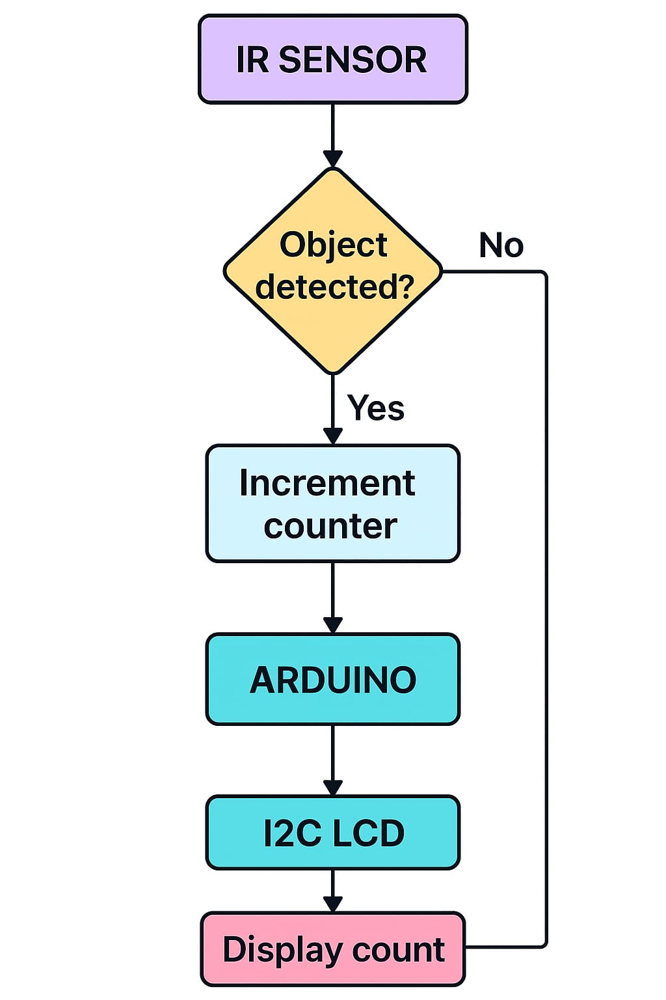 IR SENSOR
Object
detected?
No
Yes
Increment
counter
ARDUINO
I2C LCD
Display count